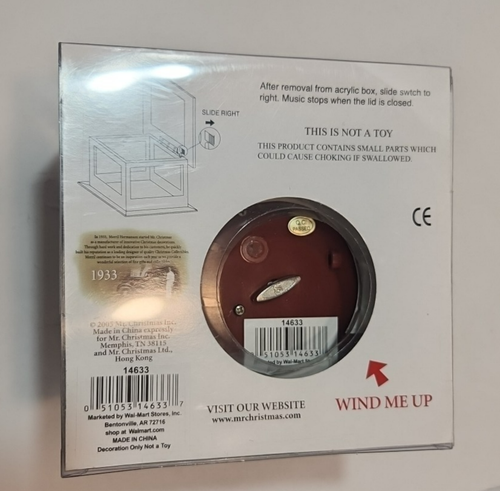 After removal from acrylic box, slide swtch to
right. Music stops when the lid is closed.
SLIDE RIGHT
THIS IS NOT A TOY
THIS PRODUCT CONTAINS SMALL PARTS WHICH
COULD CAUSE CHOKING IF SWALLOWED.
CE
1933
© 2007 Mr. Christmas Inc.
Made in China expressly
for Mr. Christmas Inc.
Memphis, TN 38115
and Mr. Christmas Ltd.,
Hong Kong
14633
0 51053 14633 7
Marketed by Wal-Mart Stores, Inc.
Bentonville, AR 72716
shop at Walmart.com
MADE IN CHINA
Decoration Only Not a Toy
14633
51053 14633
VISIT OUR WEBSITE
www.mrchristmas.com
WIND ME UP